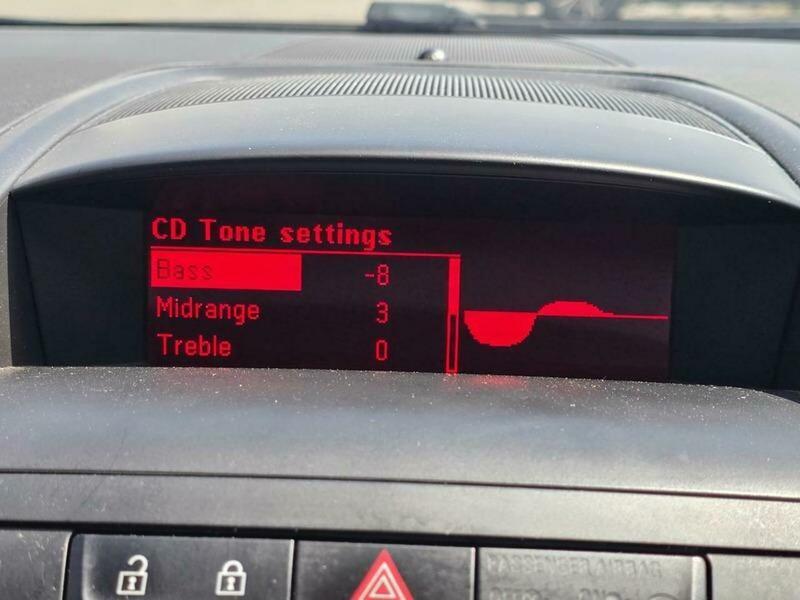 CD Tone settings
Bass -8
Midrange 3
Treble 0
PASSENGER AIRBAG